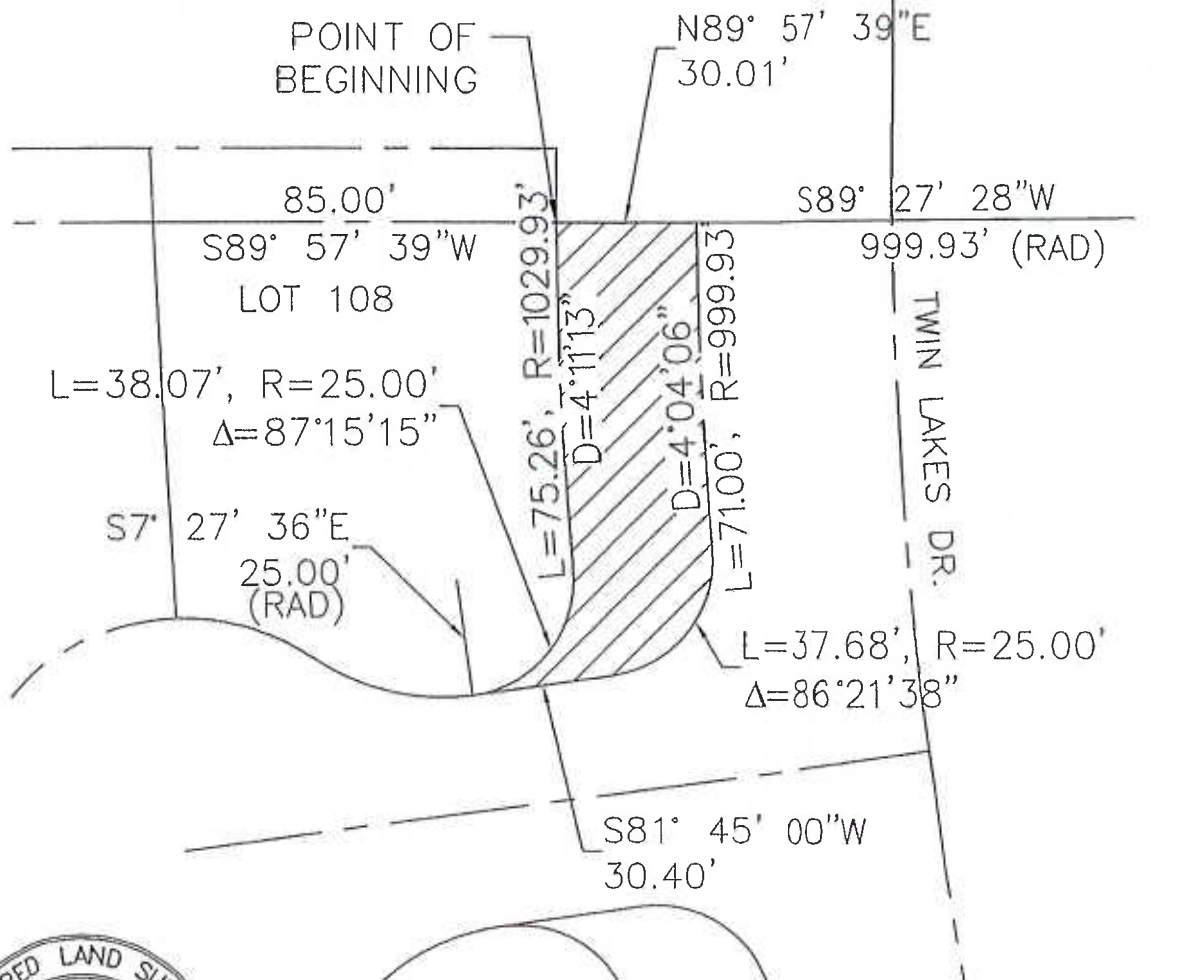 POINT OF
BEGINNING
N89° 57' 39"E
30.01'
85.00'
S89° 57' 39"W
LOT 108
S89° 27' 28"W
999.93' (RAD)
L=75.26', R=1029.93'
D=4°11'13"
D=4°04'06"
L=71.00', R=999.93'
TWIN LAKES DR.
L=38.07', R=25.00'
Δ=87°15'15"
S7° 27' 36"E
25.00'
(RAD)
L=37.68', R=25.00'
Δ=86°21'38"
S81° 45' 00"W
30.40'
LAND